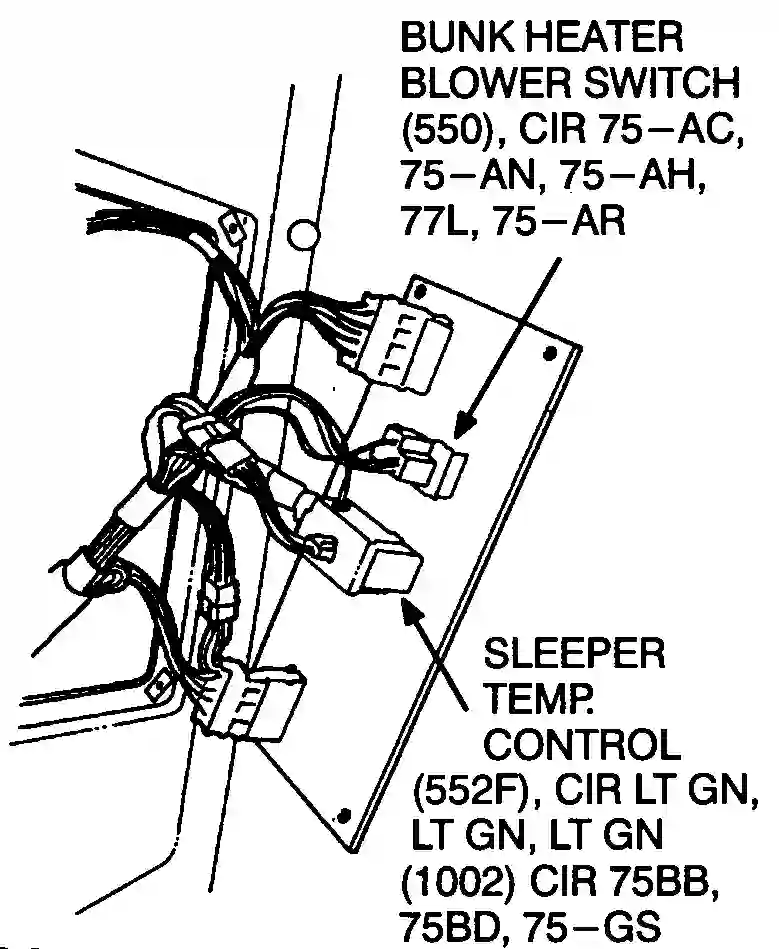 BUNK HEATER
BLOWER SWITCH
(550), CIR 75-AC,
75-AN, 75-AH,
77L, 75-AR
SLEEPER
TEMP.
CONTROL
(552F), CIR LT GN,
LT GN, LT GN
(1002) CIR 75BB,
75BD, 75-GS